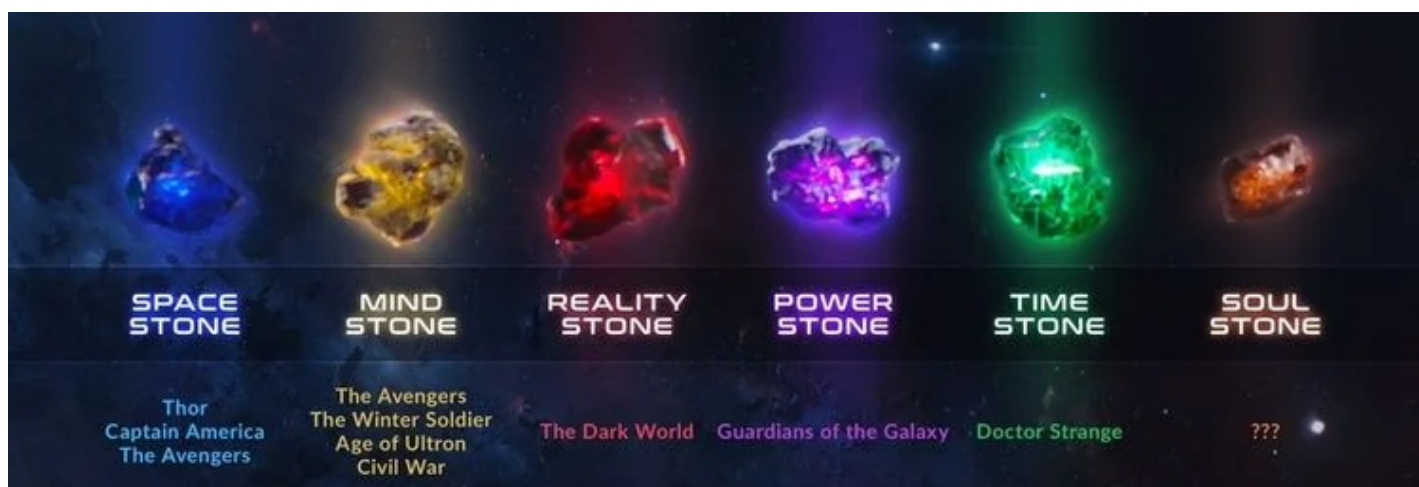 SPACE
STONE
MIND
STONE
REALITY
STONE
POWER
STONE
TIME
STONE
SOUL
STONE
Thor
Captain America
The Avengers
The Avengers
The Winter Soldier
Age of Ultron
Civil War
The Dark World
Guardians of the Galaxy
Doctor Strange
???